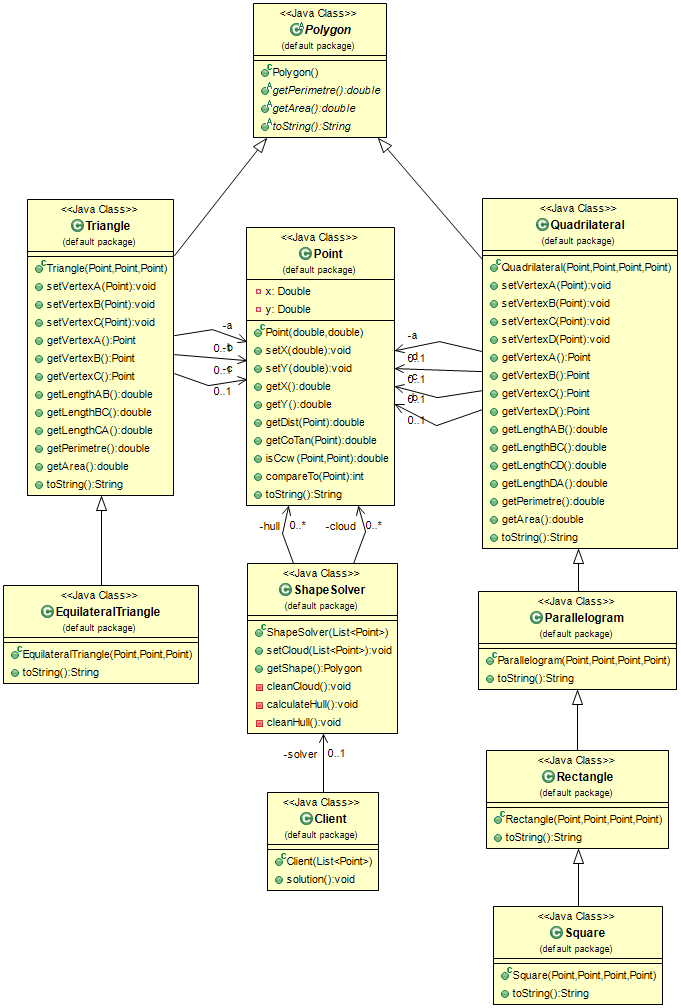 <<Java Class>>
Polygon
(default package)
Polygon()
getPerimetre():double
getArea():double
toString():String
<<Java Class>>
Triangle
(default package)
Triangle(Point,Point,Point)
setVertexA(Point):void
setVertexB(Point):void
setVertexC(Point):void
getVertexA():Point
getVertexB():Point
getVertexC():Point
getLengthAB():double
getLengthBC():double
getLengthCA():double
getPerimetre():double
getArea():double
toString():String
-a
0..1
<<Java Class>>
Point
(default package)
x: Double
y: Double
Point(double,double)
setX(double):void
setY(double):void
getX():double
getY():double
getDist(Point):double
getCoTan(Point):double
isCcw(Point,Point):double
compareTo(Point):int
toString():String
-a
0..1
0..1
0..1
<<Java Class>>
Quadrilateral
(default package)
Quadrilateral(Point,Point,Point,Point)
setVertexA(Point):void
setVertexB(Point):void
setVertexC(Point):void
setVertexD(Point):void
getVertexA():Point
getVertexB():Point
getVertexC():Point
getVertexD():Point
getLengthAB():double
getLengthBC():double
getLengthCD():double
getLengthDA():double
getPerimetre():double
getArea():double
toString():String
-hull
0..*
-cloud
0..*
<<Java Class>>
EquilateralTriangle
(default package)
EquilateralTriangle(Point,Point,Point)
toString():String
<<Java Class>>
ShapeSolver
(default package)
ShapeSolver(List<Point>)
setCloud(List<Point>):void
getShape():Polygon
cleanCloud():void
calculateHull():void
cleanHull():void
<<Java Class>>
Parallelogram
(default package)
Parallelogram(Point,Point,Point,Point)
toString():String
-solver
0..1
<<Java Class>>
Client
(default package)
Client(List<Point>)
solution():void
<<Java Class>>
Rectangle
(default package)
Rectangle(Point,Point,Point,Point)
toString():String
<<Java Class>>
Square
(default package)
Square(Point,Point,Point,Point)
toString():String